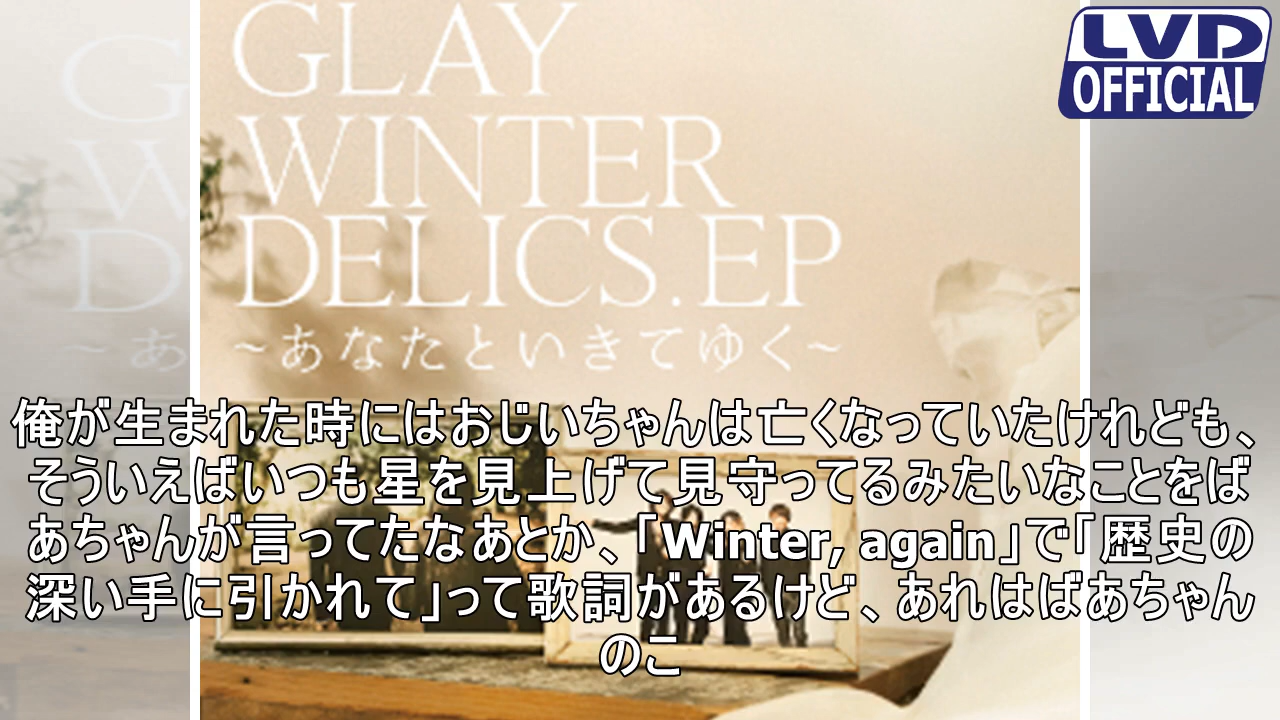 GLAY
WINTER
DELICS.EP
~あなたといきてゆく~
LVD
OFFICIAL
俺が生まれた時にはおじいちゃんは亡くなっていたけれども、
そういえばいつも星を見上げて見守ってるみたいなことをば
あちゃんが言ってたなあとか、「Winter, again」で「歴史の
深い手に引かれて」って歌詞があるけど、あれはばあちゃん
のこ